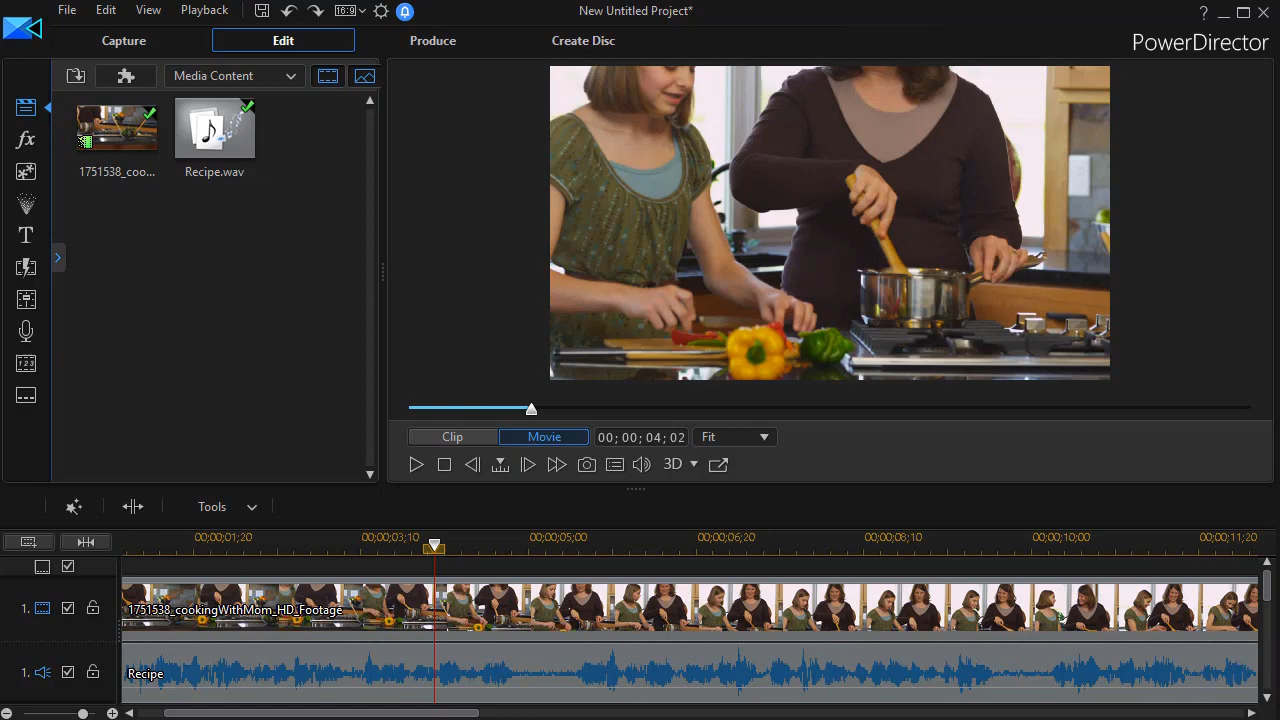 File Edit View Playback 16:9 New Untitled Project* ?
Capture Edit Produce Create Disc PowerDirector
Media Content
fx
1751538_coo... Recipe.wav
T
Clip Movie 00; 00; 04; 02 Fit
3D
Tools
00;00;01;20 00;00;03;10 00;00;05;00 00;00;06;20 00;00;08;10 00;00;10;00 00;00;11;20
1. 1751538_cookingWithMom_HD_Footage
1. Recipe